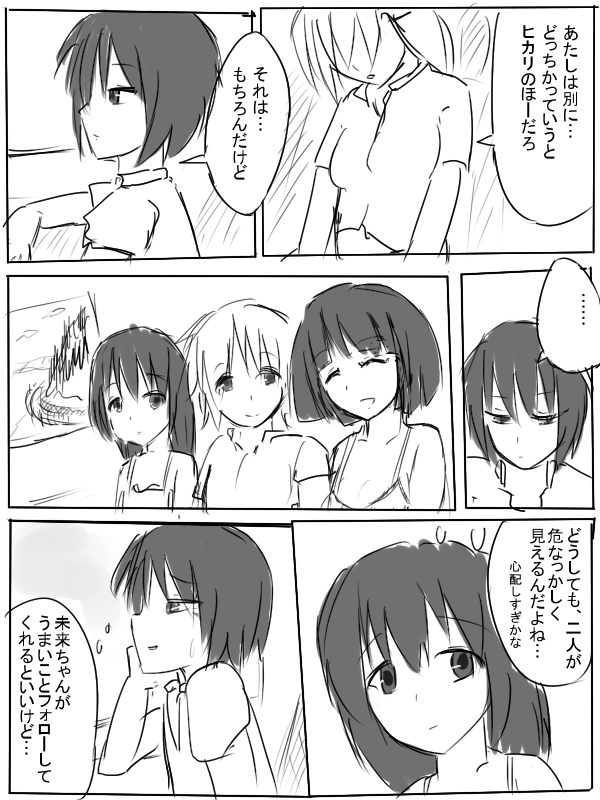 あたしは別に…
どっちかっていうと
ヒカリのほーだろ
それは…
もちろんだけど
……
どうしても、二人が
危なっかしく
見えるんだよね…
心配しすぎかな
未来ちゃんが
うまいことフォローして
くれるといいけど…